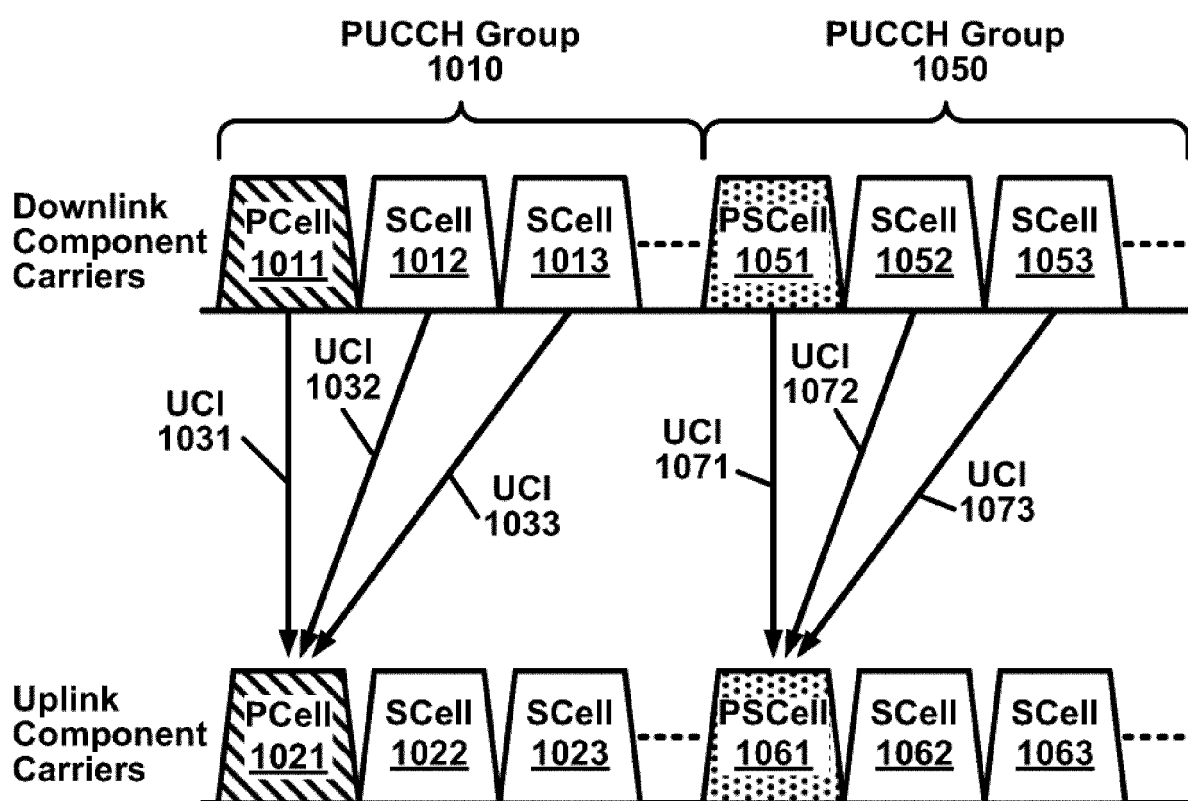 PUCCH Group
1010
PUCCH Group
1050
Downlink
Component
Carriers
PCell
1011
SCell
1012
SCell
1013
PSCell
1051
SCell
1052
SCell
1053
UCI
1031
UCI
1032
UCI
1033
UCI
1071
UCI
1072
UCI
1073
Uplink
Component
Carriers
PCell
1021
SCell
1022
SCell
1023
PSCell
1061
SCell
1062
SCell
1063